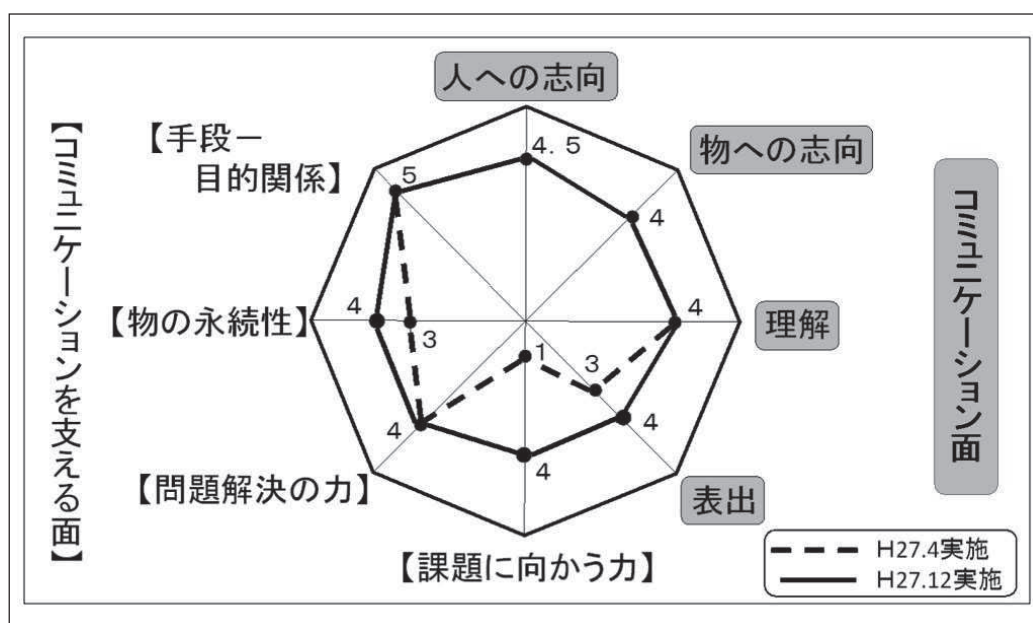 人への志向
【手段－
目的関係】
物への志向
【コミュニケーションを支える面】
コミュニケーション面
4．5
5
4
【物の永続性】
4
3
4
理解
1
3
4
4
4
【問題解決の力】
表出
【課題に向かう力】
H27.4実施
H27.12実施